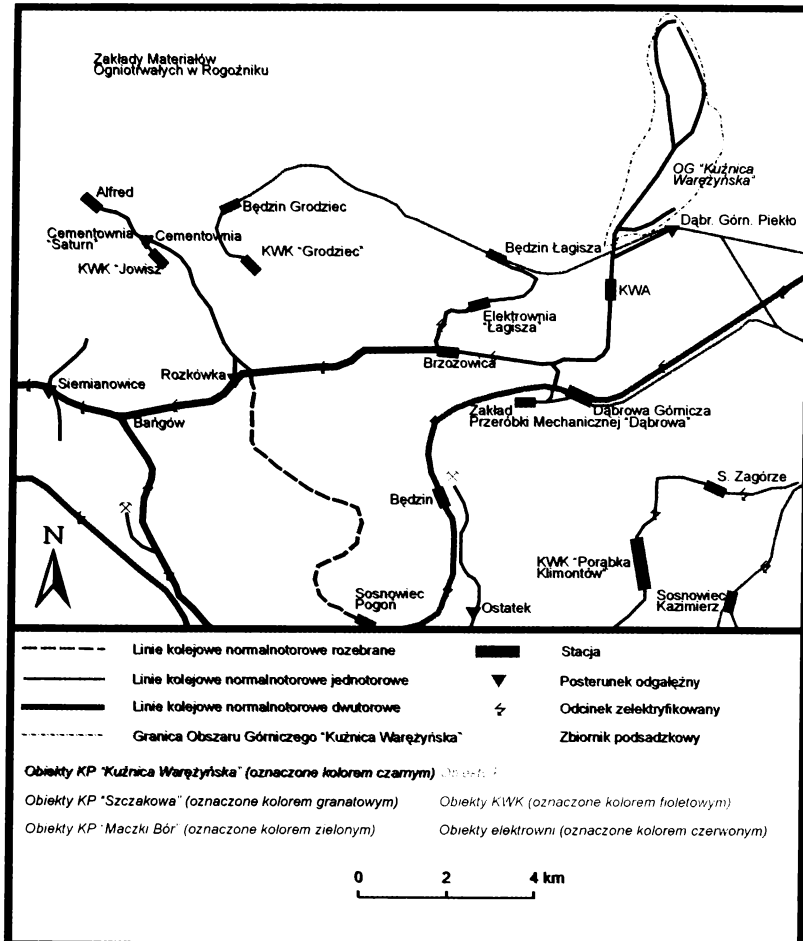 Zakłady Materiałów
Ogniotrwałych w Rogoźniku
OG "Kuźnica
Warężyńska"
Alfred
Będzin Grodziec
Dąbr. Górn. Piekło
Cementownia
"Saturn"
Cementownia
KWK "Jowisz"
KWK "Grodziec"
Będzin Łagisza
KWA
Elektrownia
"Łagisza"
Brzozowica
Rozkówka
Siemianowice
Bańgów
Zakład
Przeróbki Mechanicznej "Dąbrowa"
Dąbrowa Górnicza
Będzin
S. Zagórze
N
KWK "Porąbka
Klimontów"
Sosnowiec
Pogoń
Ostatek
Sosnowiec
Kazimierz
Linie kolejowe normalnotorowe rozebrane
Stacja
Linie kolejowe normalnotorowe jednotorowe
Posterunek odgałęźny
Linie kolejowe normalnotorowe dwutorowe
Odcinek zelektryfikowany
Granica Obszaru Górniczego "Kuźnica Warężyńska"
Zbiornik podsadzkowy
Obiekty KP "Kuźnica Warężyńska" (oznaczone kolorem czarnym)
Obiekty KP "Szczakowa" (oznaczone kolorem granatowym)
Obiekty KWK (oznaczone kolorem fioletowym)
Obiekty KP "Maczki Bór" (oznaczone kolorem zielonym)
Obiekty elektrowni (oznaczone kolorem czerwonym)
0 2 4 km